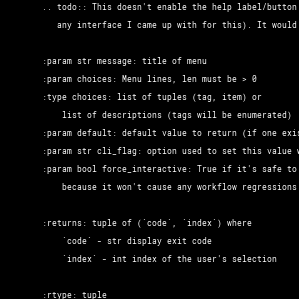 .. todo:: This doesn't enable the help label/button
any interface I came up with for this). It would
:param str message: title of menu
:param choices: Menu lines, len must be > 0
:type choices: list of tuples (tag, item) or
list of descriptions (tags will be enumerated)
:param default: default value to return (if one exis
:param str cli_flag: option used to set this value w
:param bool force_interactive: True if it's safe to
because it won't cause any workflow regressions
:returns: tuple of (`code`, `index`) where
`code` - str display exit code
`index` - int index of the user's selection
:rtype: tuple